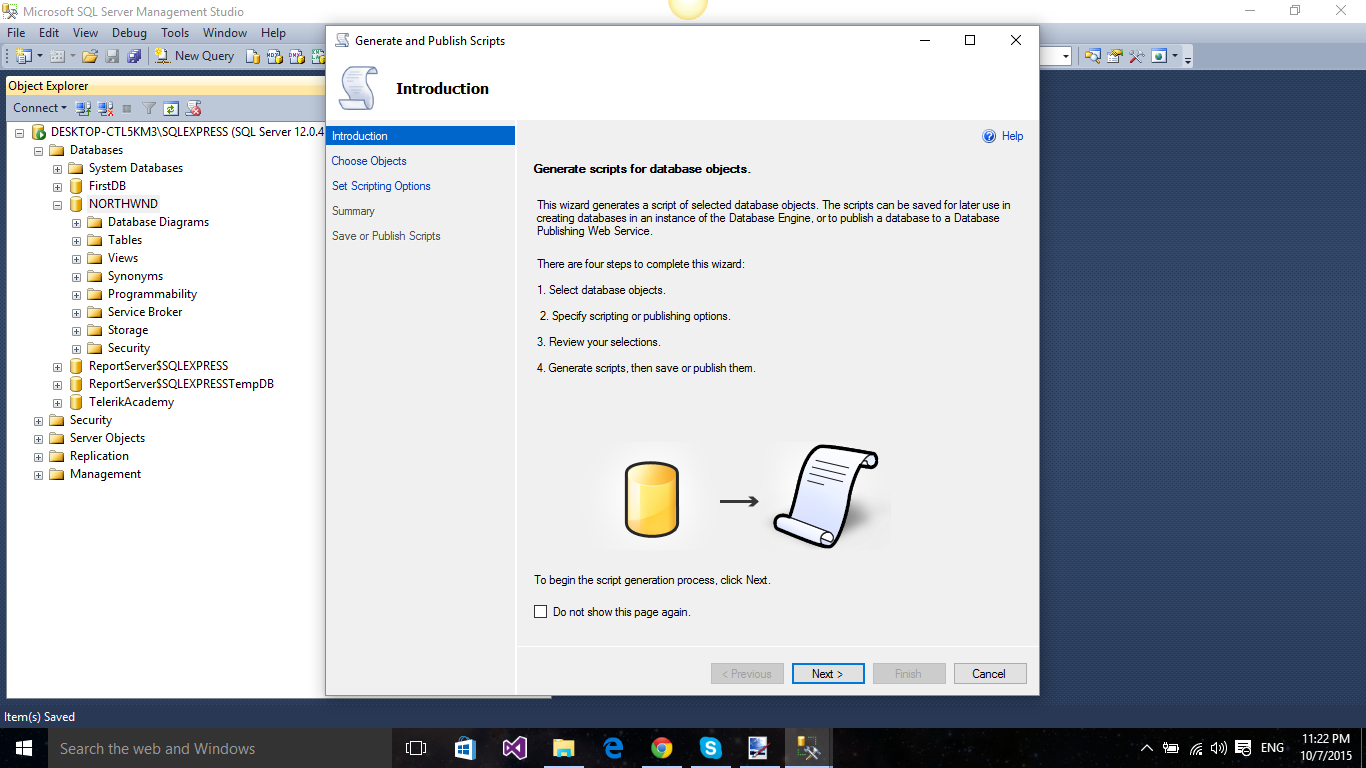 Microsoft SQL Server Management Studio
File Edit View Debug Tools Window Help
New Query
Object Explorer
Connect
DESKTOP-CTL5KM3\SQLEXPRESS (SQL Server 12.0.4
Databases
System Databases
FirstDB
NORTHWND
Database Diagrams
Tables
Views
Synonyms
Programmability
Service Broker
Storage
Security
ReportServer$SQLEXPRESS
ReportServer$SQLEXPRESSTempDB
TelerikAcademy
Security
Server Objects
Replication
Management
Item(s) Saved
Generate and Publish Scripts
Introduction
Introduction
Choose Objects
Set Scripting Options
Summary
Save or Publish Scripts
Help
Generate scripts for database objects.
This wizard generates a script of selected database objects. The scripts can be saved for later use in
creating databases in an instance of the Database Engine, or to publish a database to a Database
Publishing Web Service.
There are four steps to complete this wizard:
1. Select database objects.
2. Specify scripting or publishing options.
3. Review your selections.
4. Generate scripts, then save or publish them.
To begin the script generation process, click Next.
Do not show this page again.
< Previous Next > Finish Cancel
Search the web and Windows
ENG
11:22 PM
10/7/2015